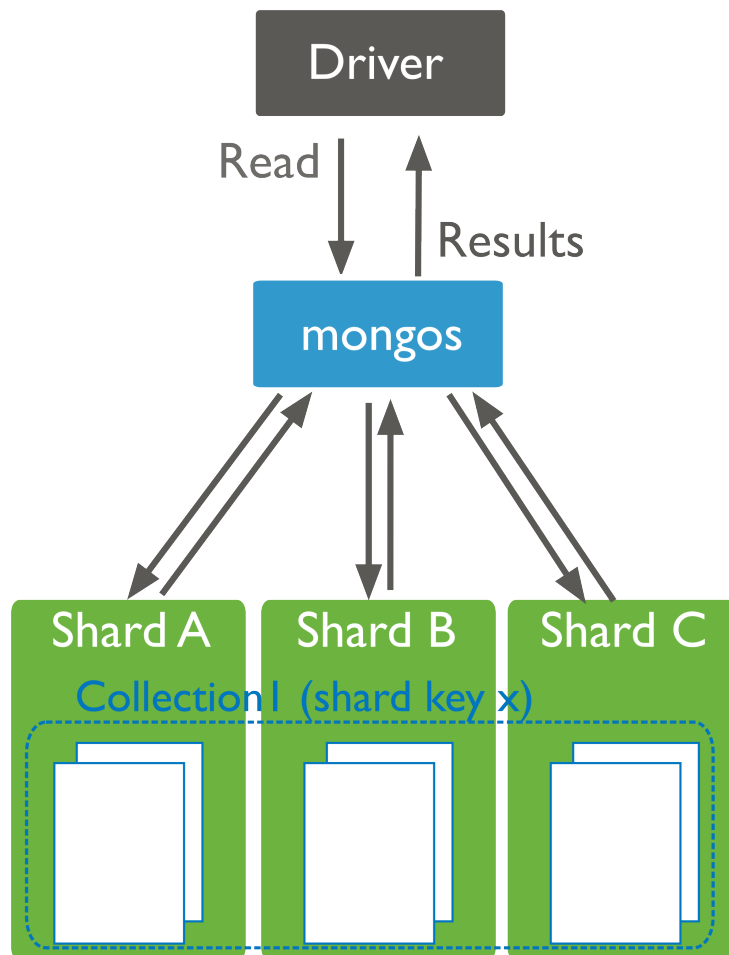 Driver
Read
Results
mongos
Shard A
Shard B
Shard C
Collection1 (shard key x)